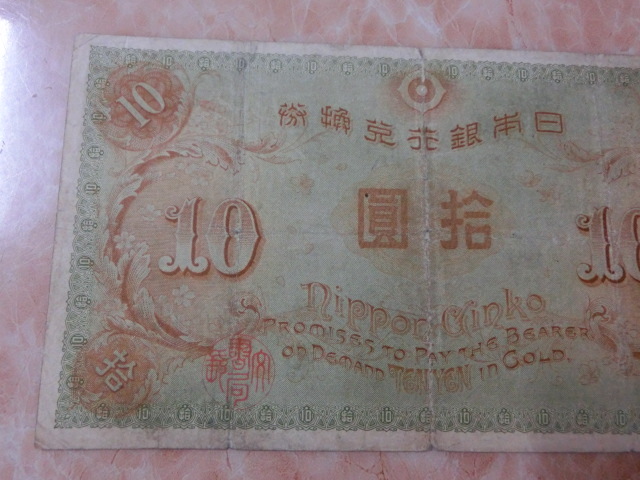 10
日本銀行兌換券
拾圓
10
10
Nippon Ginko
PROMISES TO PAY THE BEARER
ON DEMAND TEN YEN IN GOLD.
拾